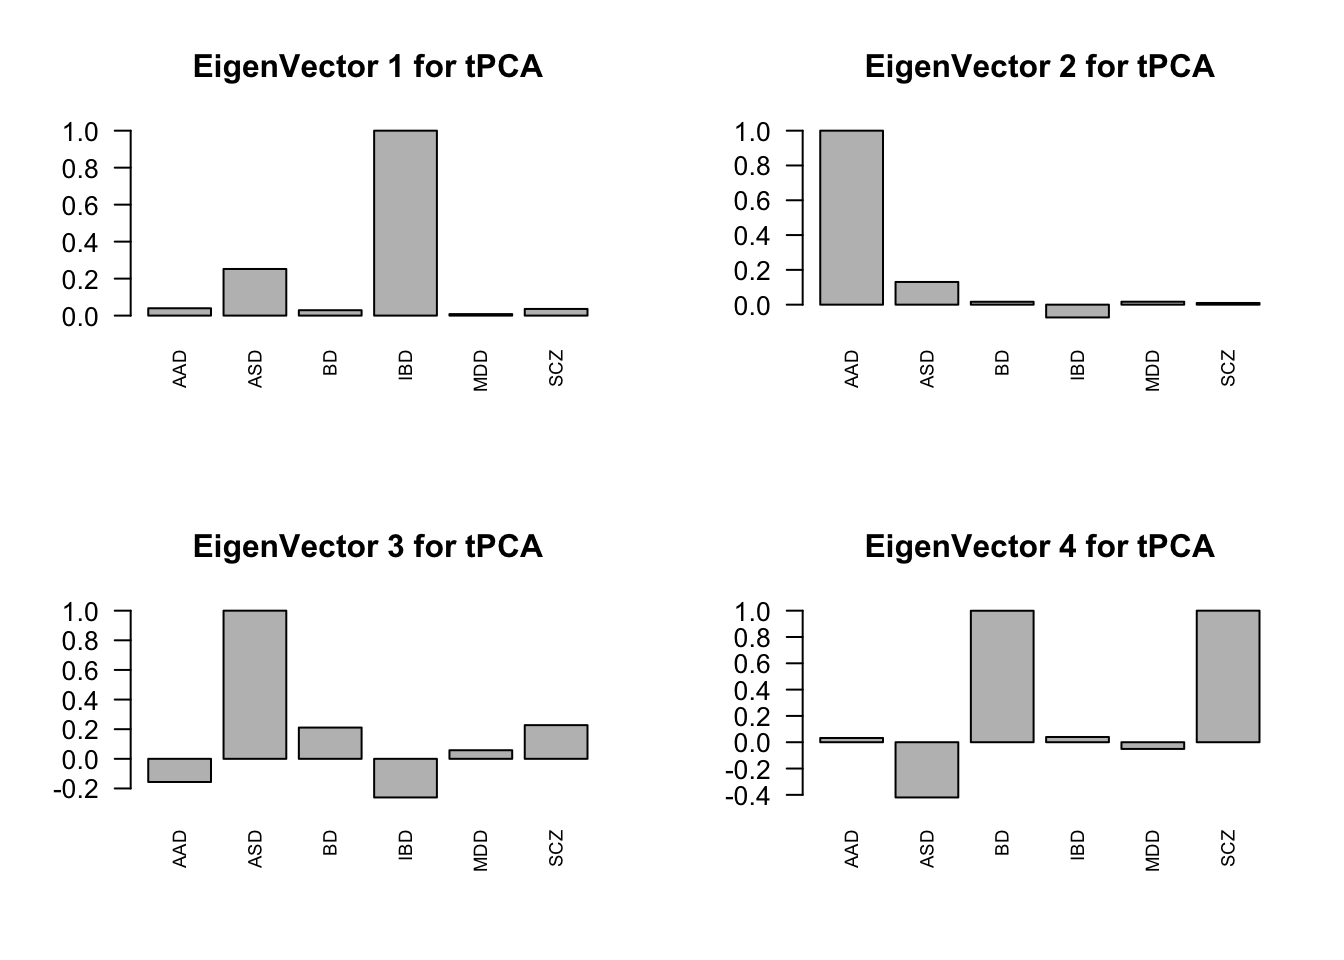 EigenVector 1 for tPCA
1.0
0.8
0.6
0.4
0.2
0.0
AAD
ASD
BD
IBD
MDD
SCZ
EigenVector 2 for tPCA
1.0
0.8
0.6
0.4
0.2
0.0
AAD
ASD
BD
IBD
MDD
SCZ
EigenVector 3 for tPCA
1.0
0.8
0.6
0.4
0.2
0.0
-0.2
AAD
ASD
BD
IBD
MDD
SCZ
EigenVector 4 for tPCA
1.0
0.8
0.6
0.4
0.2
0.0
-0.2
-0.4
AAD
ASD
BD
IBD
MDD
SCZ